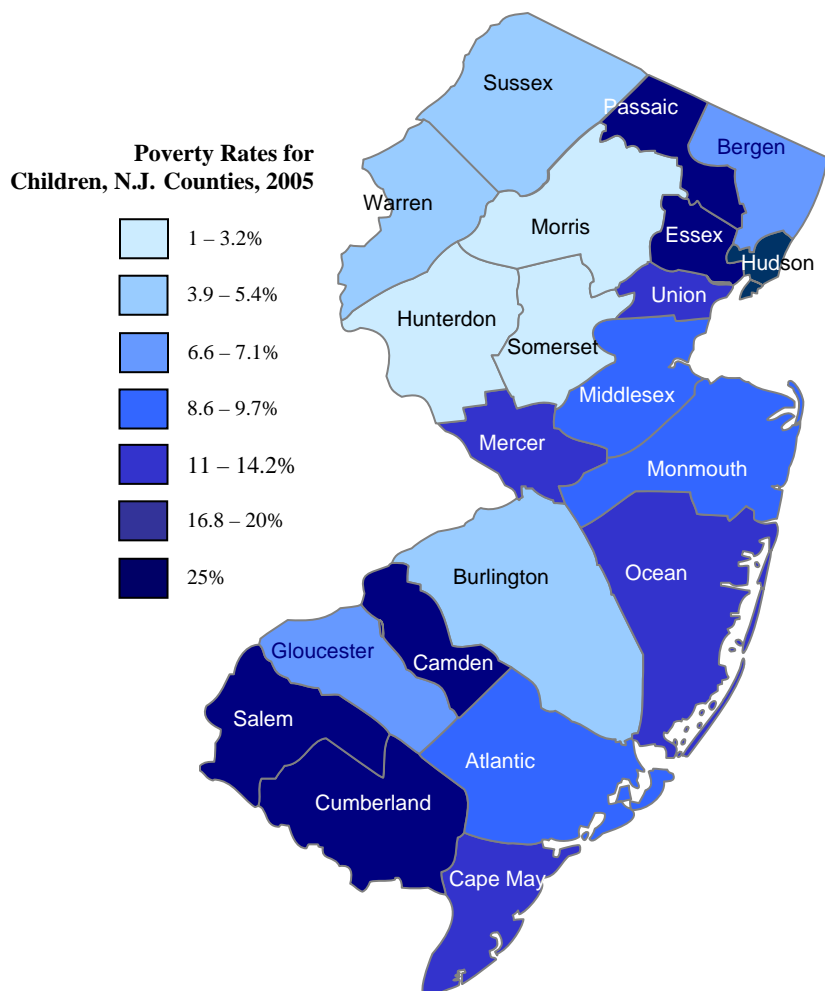 Poverty Rates for
Children, N.J. Counties, 2005
1 – 3.2%
3.9 – 5.4%
6.6 – 7.1%
8.6 – 9.7%
11 – 14.2%
16.8 – 20%
25%
Sussex
Passaic
Bergen
Warren
Morris
Essex
Hudson
Union
Hunterdon
Somerset
Middlesex
Mercer
Monmouth
Burlington
Ocean
Gloucester
Camden
Salem
Atlantic
Cumberland
Cape May